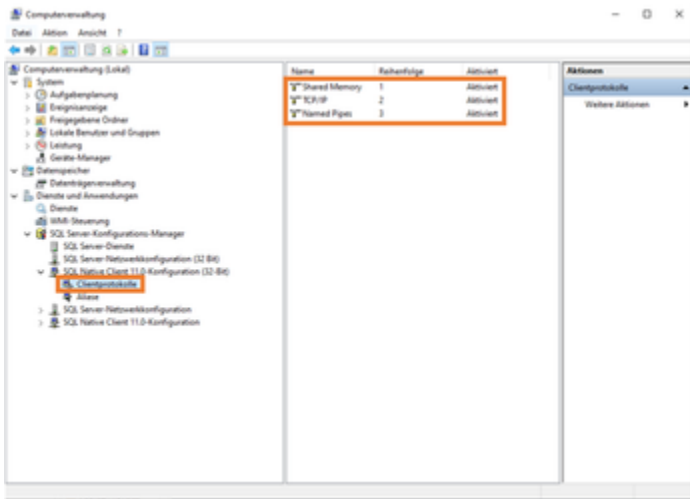 Computerverwaltung
Datei Aktion Ansicht ?
Computerverwaltung (Lokal)
System
Aufgabenplanung
Ereignisanzeige
Freigegebene Ordner
Lokale Benutzer und Gruppen
Leistung
Geräte-Manager
Datenspeicher
Datenträgerverwaltung
Dienste und Anwendungen
Dienste
WMI-Steuerung
SQL Server-Konfigurations-Manager
SQL Server-Dienste
SQL Server-Netzwerkkonfiguration (32 Bit)
SQL Native Client 11.0-Konfiguration (32-Bit)
Clientprotokolle
Aliase
SQL Server-Netzwerkkonfiguration
SQL Native Client 11.0-Konfiguration
Name Reihenfolge Aktiviert
Shared Memory 1 Aktiviert
TCP/IP 2 Aktiviert
Named Pipes 3 Aktiviert
Aktionen
Clientprotokolle
Weitere Aktionen